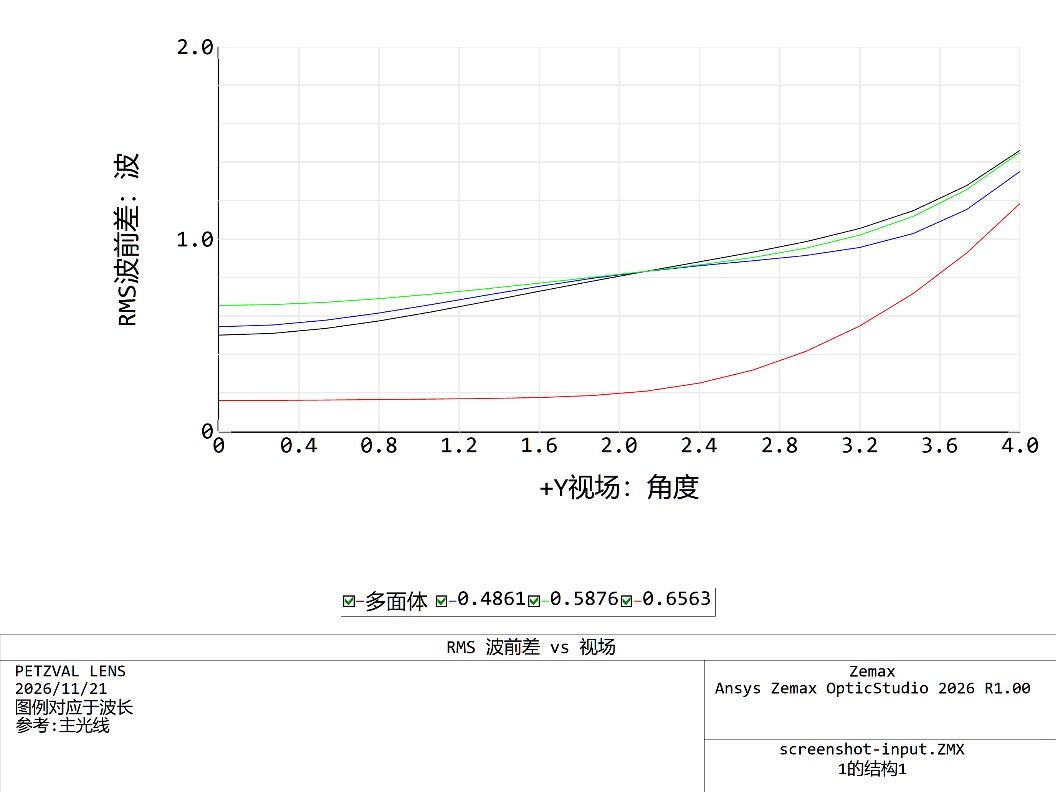 2.0
1.0
0
RMS波前差: 波
0 0.4 0.8 1.2 1.6 2.0 2.4 2.8 3.2 3.6 4.0
+Y视场: 角度
多面体 0.4861 0.5876 0.6563
RMS 波前差 vs 视场
PETZVAL LENS
2026/11/21
图例对应于波长
参考:主光线
Zemax
Ansys Zemax OpticStudio 2026 R1.00
screenshot-input.ZMX
1的结构1